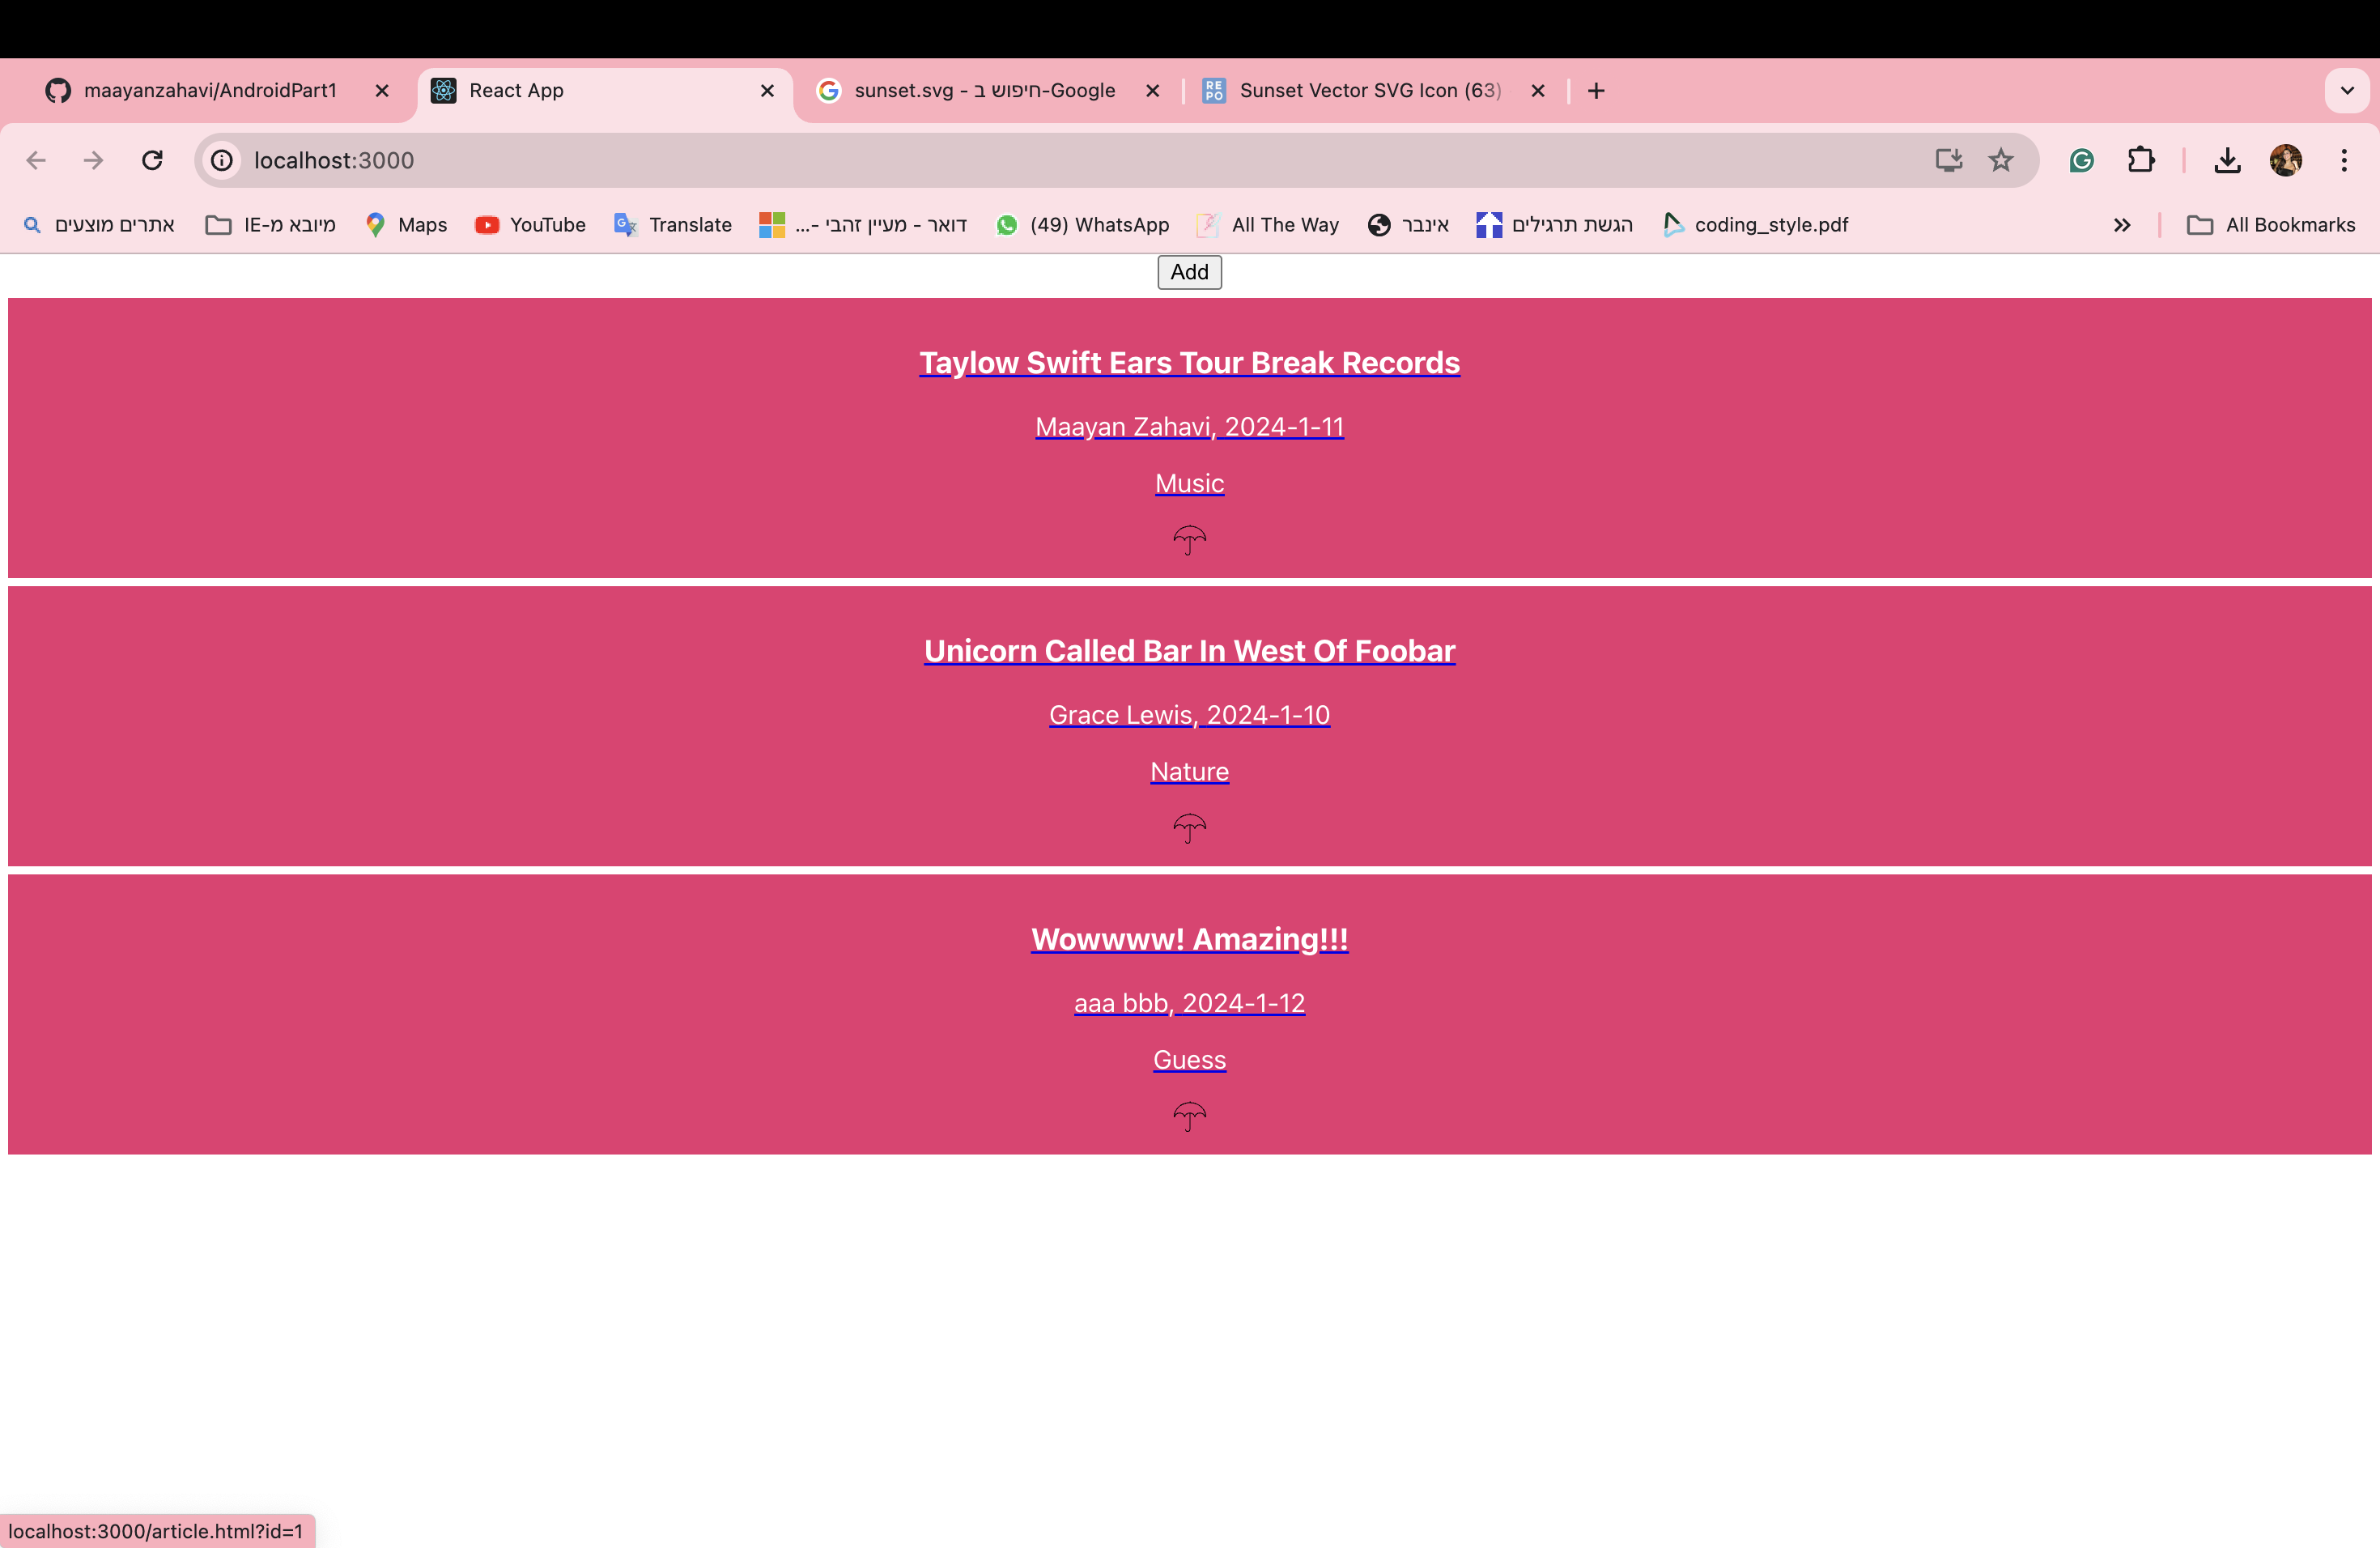 maayanzahavi/AndroidPart1
React App
sunset.svg - חיפוש ב-Google
Sunset Vector SVG Icon (63)
localhost:3000
אתרים מוצעים
מיובא מ-IE
Maps
YouTube
Translate
דואר - מעיין זהבי -...
(49) WhatsApp
All The Way
אינבר
הגשת תרגילים
coding_style.pdf
All Bookmarks
Add
Taylow Swift Ears Tour Break Records
Maayan Zahavi, 2024-1-11
Music
Unicorn Called Bar In West Of Foobar
Grace Lewis, 2024-1-10
Nature
Wowwww! Amazing!!!
aaa bbb, 2024-1-12
Guess
localhost:3000/article.html?id=1